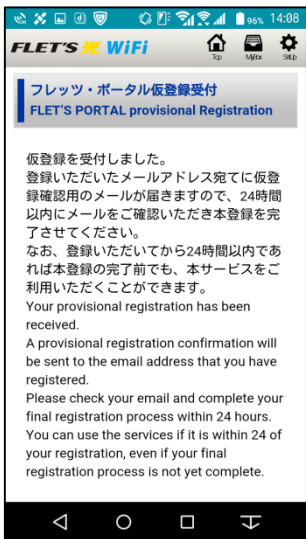 96% 14:08
FLET'S 光 WiFi
Top MyBox SetUp
フレッツ・ポータル仮登録受付
FLET'S PORTAL provisional Registration
仮登録を受付しました。
登録いただいたメールアドレス宛てに仮登
録確認用のメールが届きますので、24時間
以内にメールをご確認いただき本登録を完
了させてください。
なお、登録いただいてから24時間以内であ
れば本登録の完了前でも、本サービスをご
利用いただくことができます。
Your provisional registration has been
received.
A provisional registration confirmation will
be sent to the email address that you have
registered.
Please check your email and complete your
final registration process within 24 hours.
You can use the services if it is within 24 of
your registration, even if your final
registration process is not yet complete.